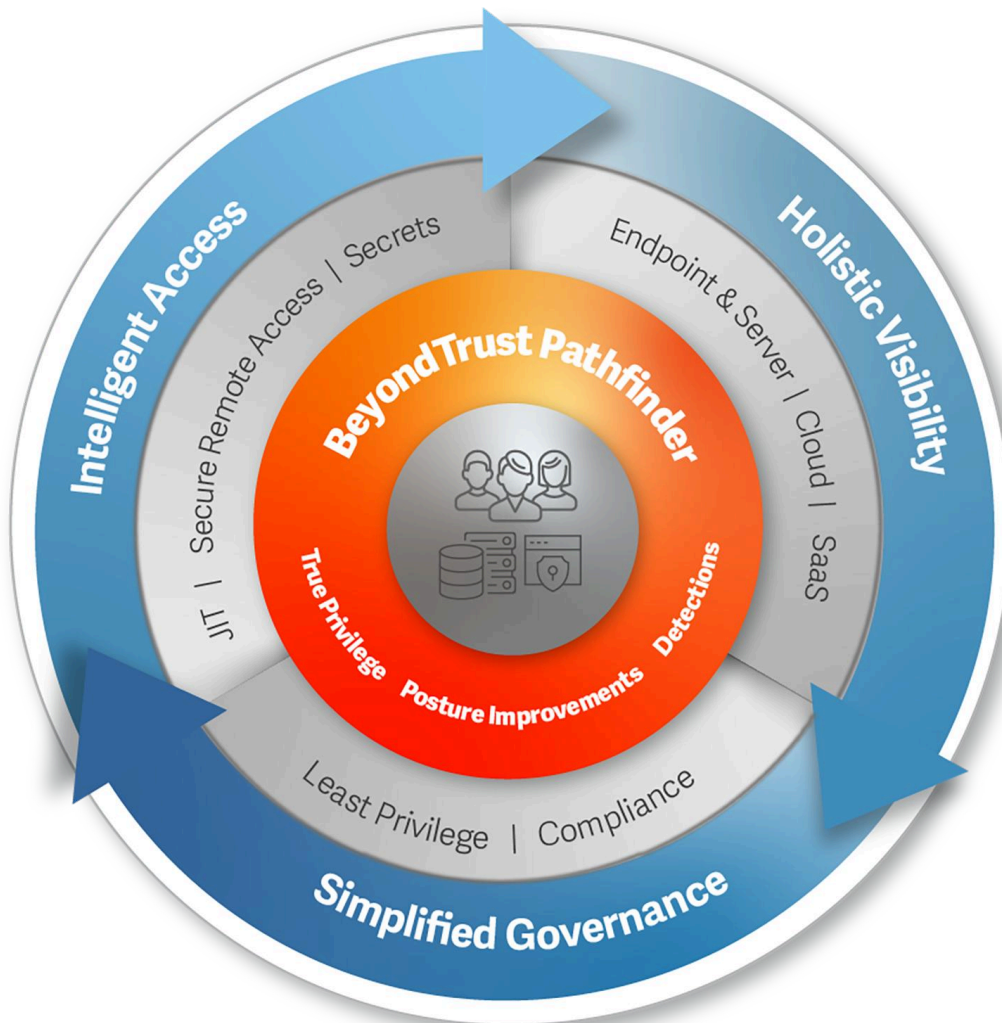 Intelligent Access
Holistic Visibility
Simplified Governance
JIT | Secure Remote Access | Secrets
Endpoint & Server | Cloud | SaaS
Least Privilege | Compliance
BeyondTrust Pathfinder
True Privilege
Posture Improvements
Detections